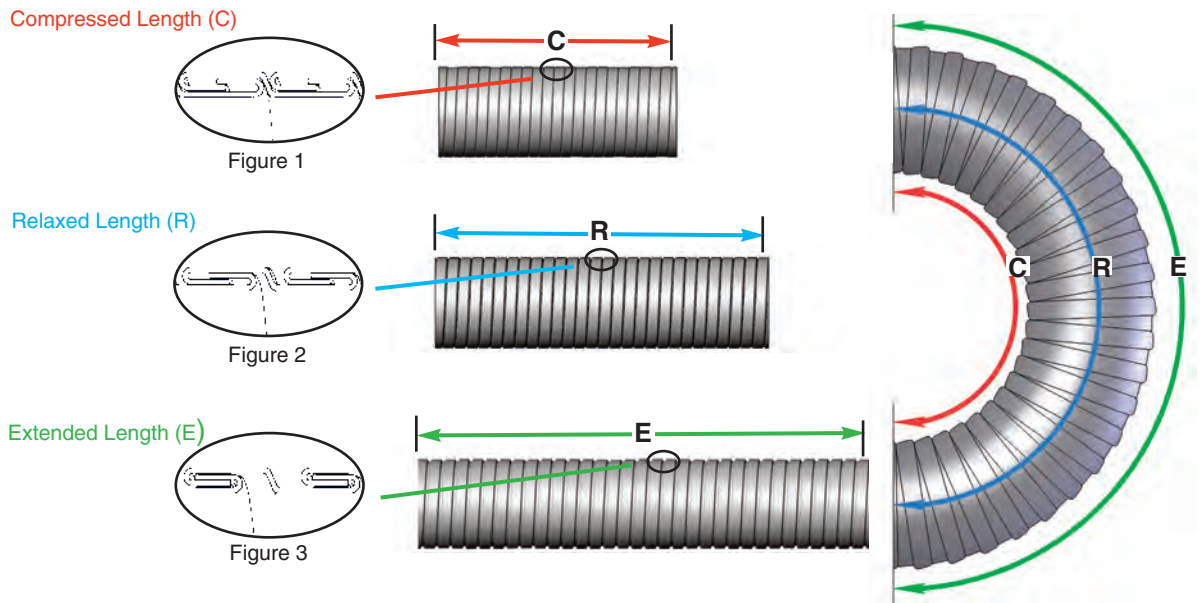 Compressed Length (C)
C
Figure 1
Relaxed Length (R)
R
Figure 2
Extended Length (E)
E
Figure 3
C
R
E